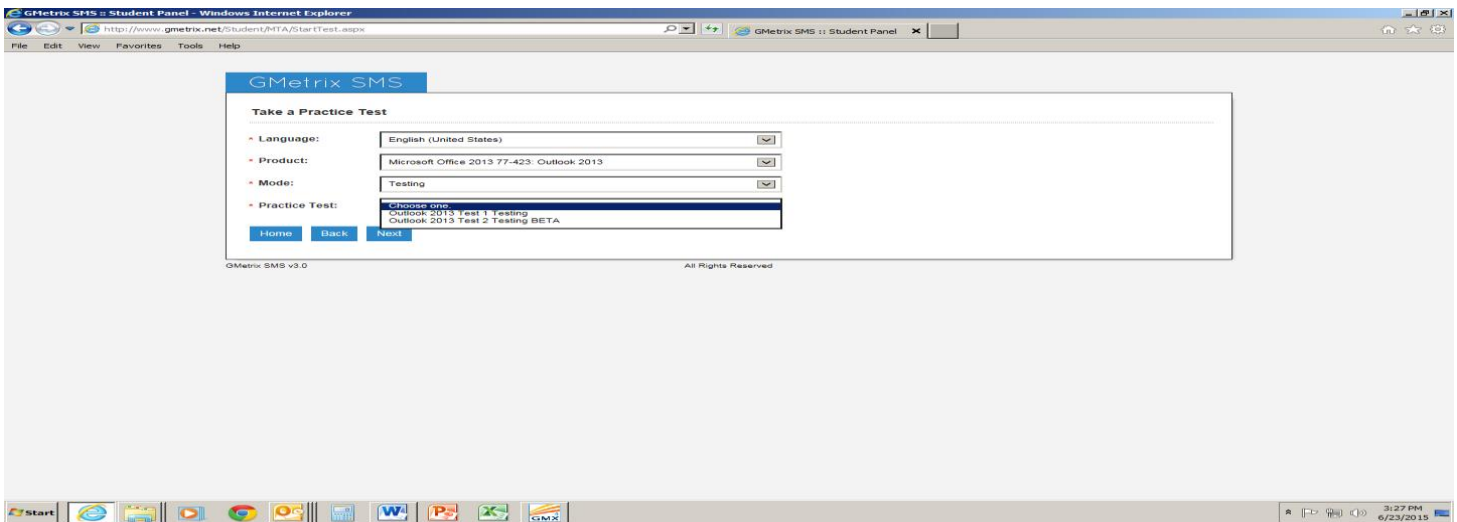 GMetrix SMS :: Student Panel - Windows Internet Explorer
http://www.gmetrix.net/Student/MTA/StartTest.aspx
GMetrix SMS :: Student Panel
File Edit View Favorites Tools Help
GMetrix SMS
Take a Practice Test
* Language: English (United States)
* Product: Microsoft Office 2013 77-423: Outlook 2013
* Mode: Testing
* Practice Test: Choose one.
Outlook 2013 Test 1 Testing
Outlook 2013 Test 2 Testing BETA
Home Back Next
GMetrix SMS v3.0 All Rights Reserved
Start
GMX
3:27 PM
6/23/2015